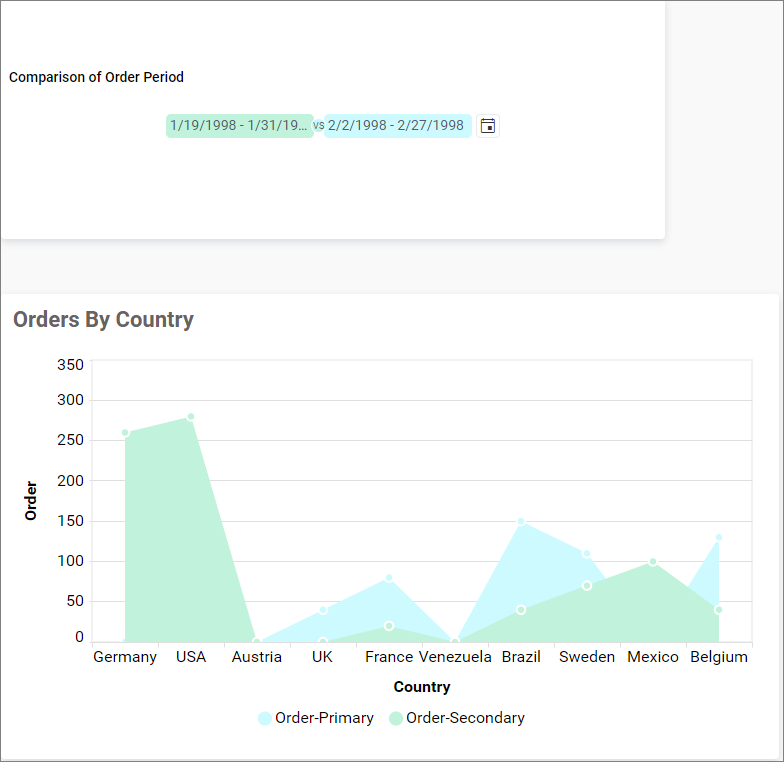 Comparison of Order Period
1/19/1998 - 1/31/19... vs 2/2/1998 - 2/27/1998
Orders By Country
350
300
250
200
150
100
50
0
Order
Germany USA Austria UK France Venezuela Brazil Sweden Mexico Belgium
Country
Order-Primary Order-Secondary